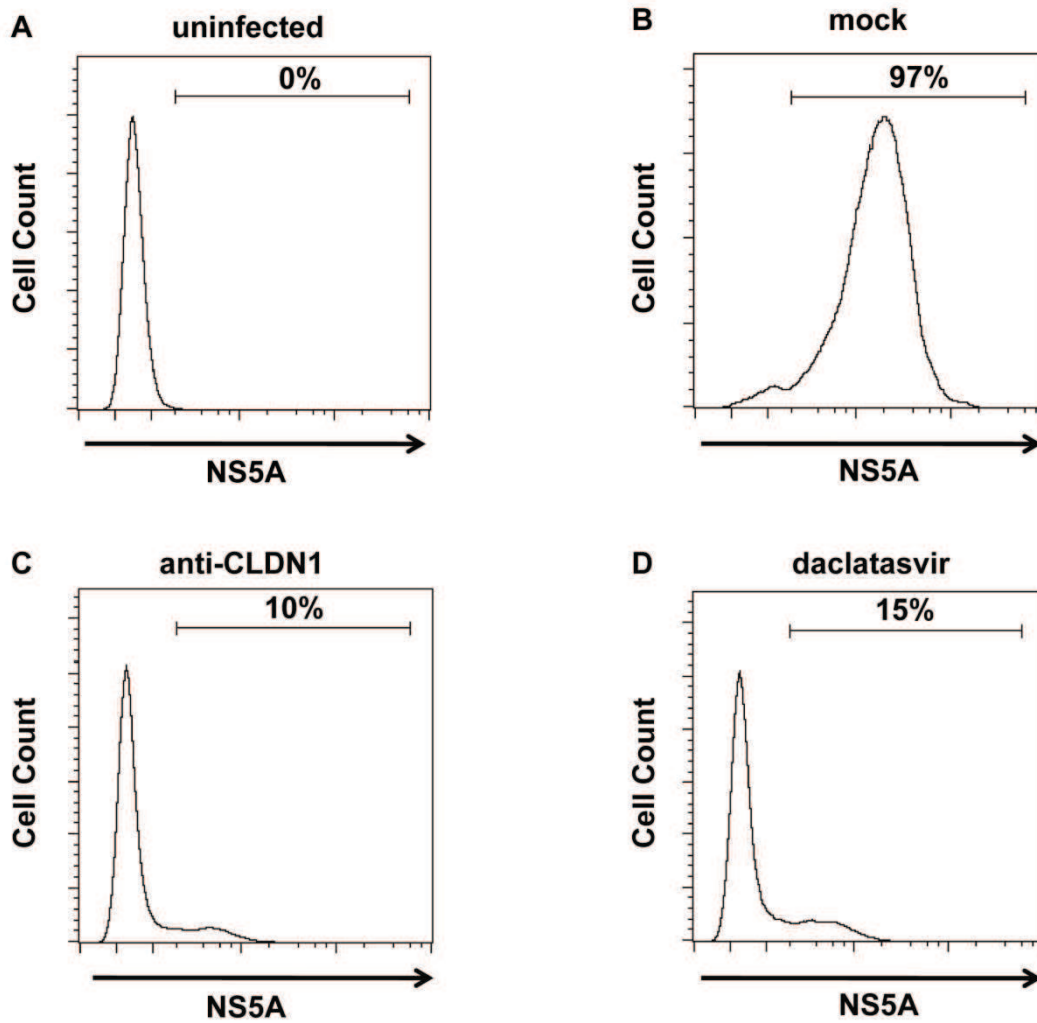 A uninfected
0%
Cell Count
NS5A
B mock
97%
Cell Count
NS5A
C anti-CLDN1
10%
Cell Count
NS5A
D daclatasvir
15%
Cell Count
NS5A